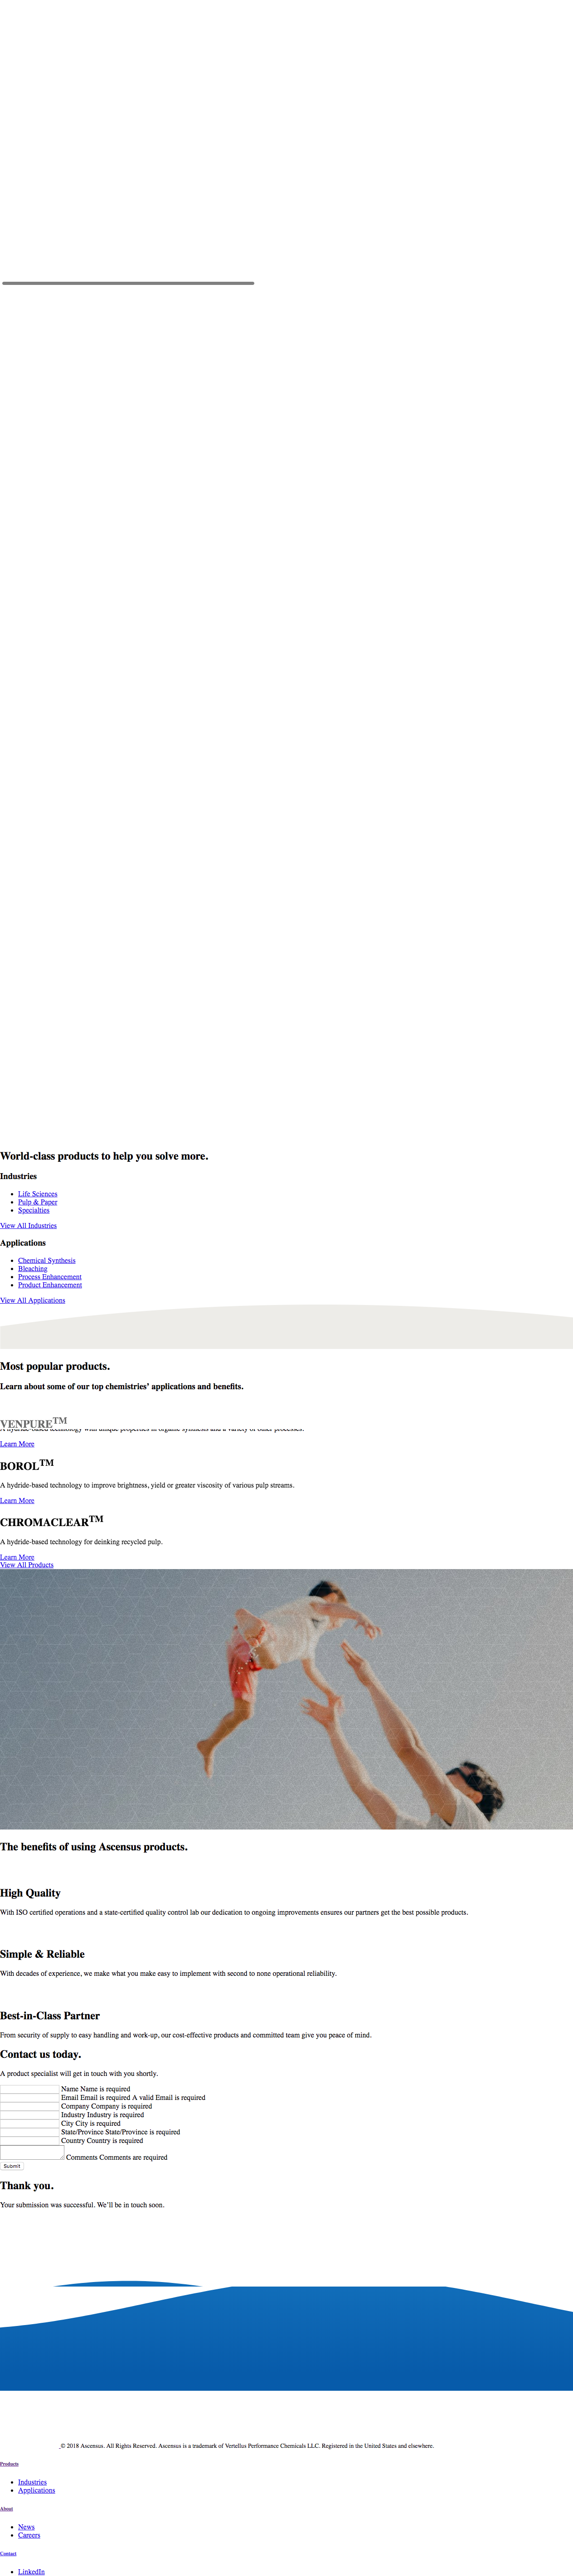 World-class products to help you solve more.
Industries
Life Sciences
Pulp & Paper
Specialties
View All Industries
Applications
Chemical Synthesis
Bleaching
Process Enhancement
Product Enhancement
View All Applications
Most popular products.
Learn about some of our top chemistries' applications and benefits.
VENPURE™
A hydride-based technology with unique properties in organic synthesis and a variety of other processes.
Learn More
BOROL™
A hydride-based technology to improve brightness, yield or greater viscosity of various pulp streams.
Learn More
CHROMACLEAR™
A hydride-based technology for deinking recycled pulp.
Learn More
View All Products
The benefits of using Ascensus products.
High Quality
With ISO certified operations and a state-certified quality control lab our dedication to ongoing improvements ensures our partners get the best possible products.
Simple & Reliable
With decades of experience, we make what you make easy to implement with second to none operational reliability.
Best-in-Class Partner
From security of supply to easy handling and work-up, our cost-effective products and committed team give you peace of mind.
Contact us today.
A product specialist will get in touch with you shortly.
Name Name is required
Email Email is required A valid Email is required
Company Company is required
Industry Industry is required
City City is required
State/Province State/Province is required
Country Country is required
Comments Comments are required
Submit
Thank you.
Your submission was successful. We'll be in touch soon.
© 2018 Ascensus. All Rights Reserved. Ascensus is a trademark of Vertellus Performance Chemicals LLC. Registered in the United States and elsewhere.
Products
Industries
Applications
About
News
Careers
Contact
LinkedIn